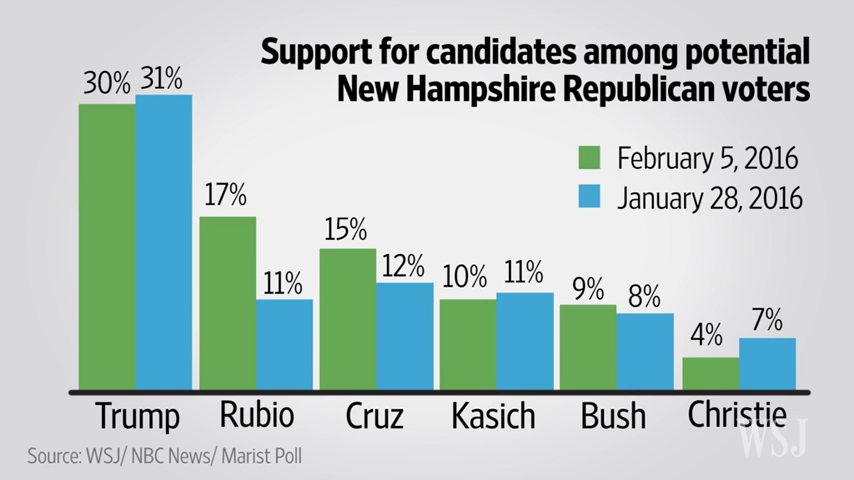 Support for candidates among potential
New Hampshire Republican voters
February 5, 2016
January 28, 2016
30% 31%
17% 11%
15% 12%
10% 11%
9% 8%
4% 7%
Trump Rubio Cruz Kasich Bush Christie
WSJ
Source: WSJ/ NBC News/ Marist Poll